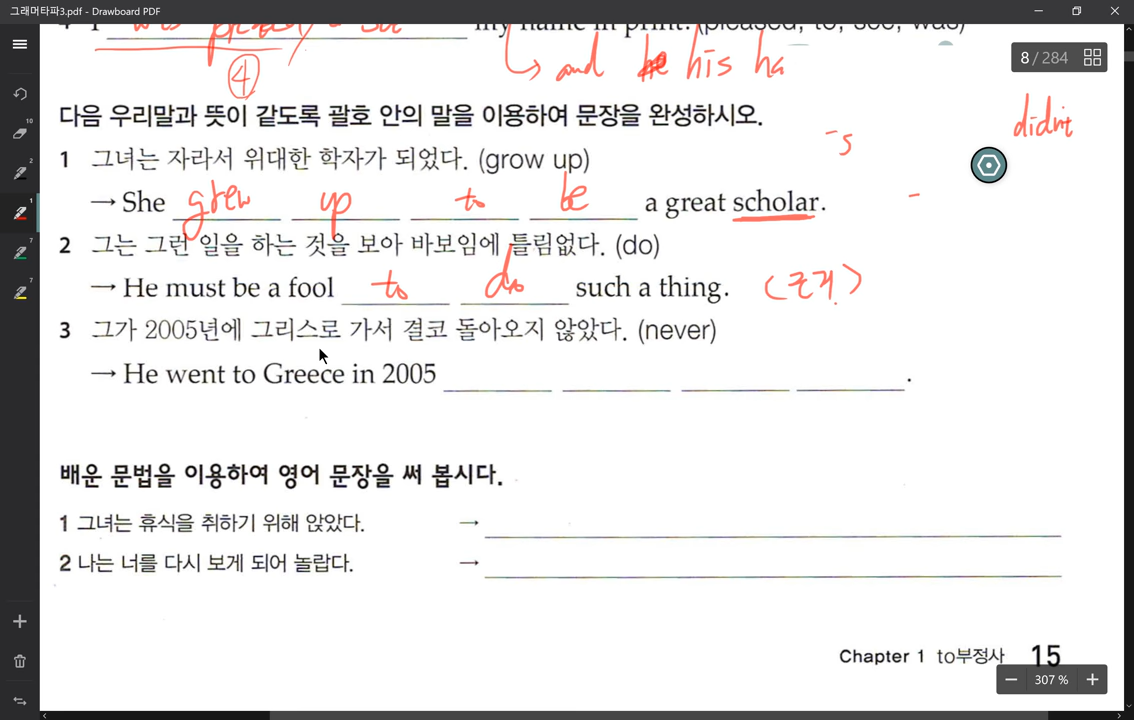 그래머타파3.pdf - Drawboard PDF
8 / 284
④
and his ha
didn't
다음 우리말과 뜻이 같도록 괄호 안의 말을 이용하여 문장을 완성하시오.
-s
1 그녀는 자라서 위대한 학자가 되었다. (grow up)
→ She grew up to be a great scholar.
2 그는 그런 일을 하는 것을 보아 바보임에 틀림없다. (do)
→ He must be a fool to do such a thing. (근거)
3 그가 2005년에 그리스로 가서 결코 돌아오지 않았다. (never)
→ He went to Greece in 2005 .
배운 문법을 이용하여 영어 문장을 써 봅시다.
1 그녀는 휴식을 취하기 위해 앉았다. →
2 나는 너를 다시 보게 되어 놀랍다. →
Chapter 1 to부정사 15
307 %